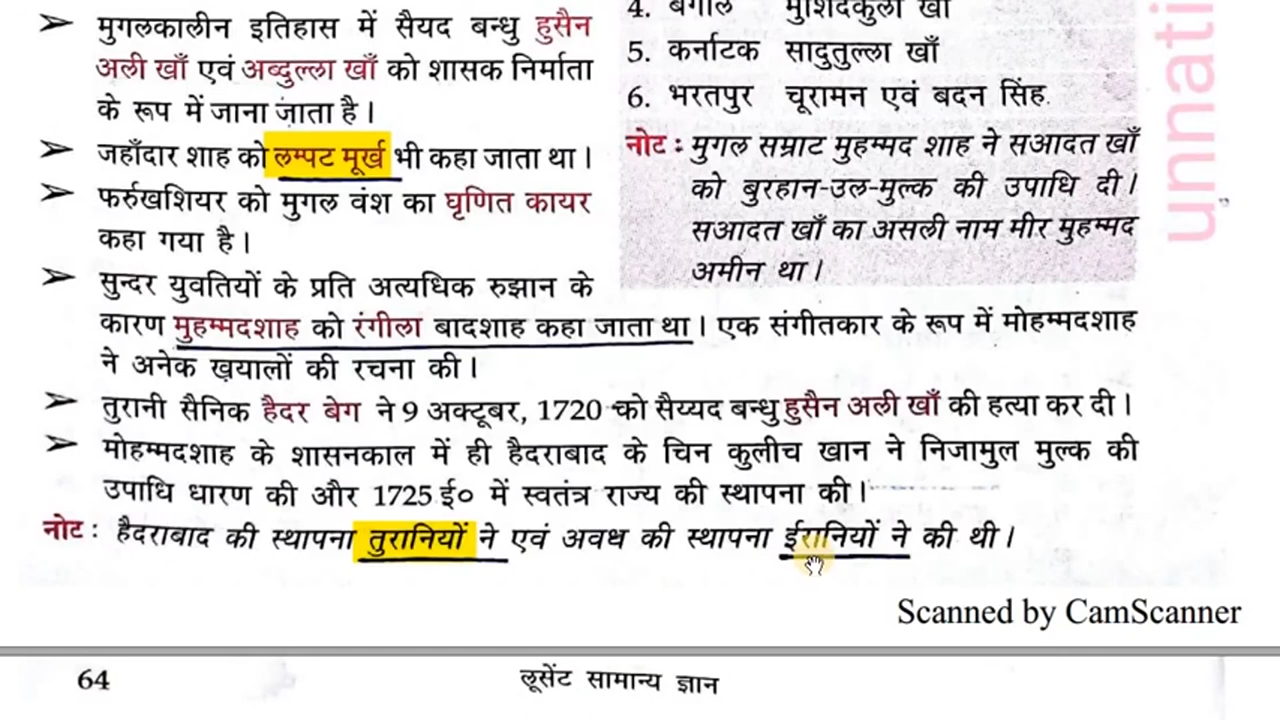 ➢ मुगलकालीन इतिहास में सैयद बन्धु हुसैन
अली खाँ एवं अब्दुल्ला खाँ को शासक निर्माता
के रूप में जाना जाता है।
➢ जहाँदार शाह को लम्पट मूर्ख भी कहा जाता था।
➢ फर्रुखशियर को मुगल वंश का घृणित कायर
कहा गया है।
➢ सुन्दर युवतियों के प्रति अत्यधिक रुझान के
कारण मुहम्मदशाह को रंगीला बादशाह कहा जाता था। एक संगीतकार के रूप में मोहम्मदशाह
ने अनेक ख़यालों की रचना की।
➢ तुरानी सैनिक हैदर बेग ने 9 अक्टूबर, 1720 को सैय्यद बन्धु हुसैन अली खाँ की हत्या कर दी।
➢ मोहम्मदशाह के शासनकाल में ही हैदराबाद के चिन कुलीच खान ने निजामुल मुल्क की
उपाधि धारण की और 1725 ई० में स्वतंत्र राज्य की स्थापना की।
नोट : हैदराबाद की स्थापना तुरानियों ने एवं अवध की स्थापना ईरानियों ने की थी।
4. बंगाल मुर्शिदकुली खाँ
5. कर्नाटक सादुतुल्ला खाँ
6. भरतपुर चूरामन एवं बदन सिंह
नोट : मुगल सम्राट मुहम्मद शाह ने सआदत खाँ
को बुरहान-उल-मुल्क की उपाधि दी।
सआदत खाँ का असली नाम मीर मुहम्मद
अमीन था।
unnati
Scanned by CamScanner
64 लूसेंट सामान्य ज्ञान